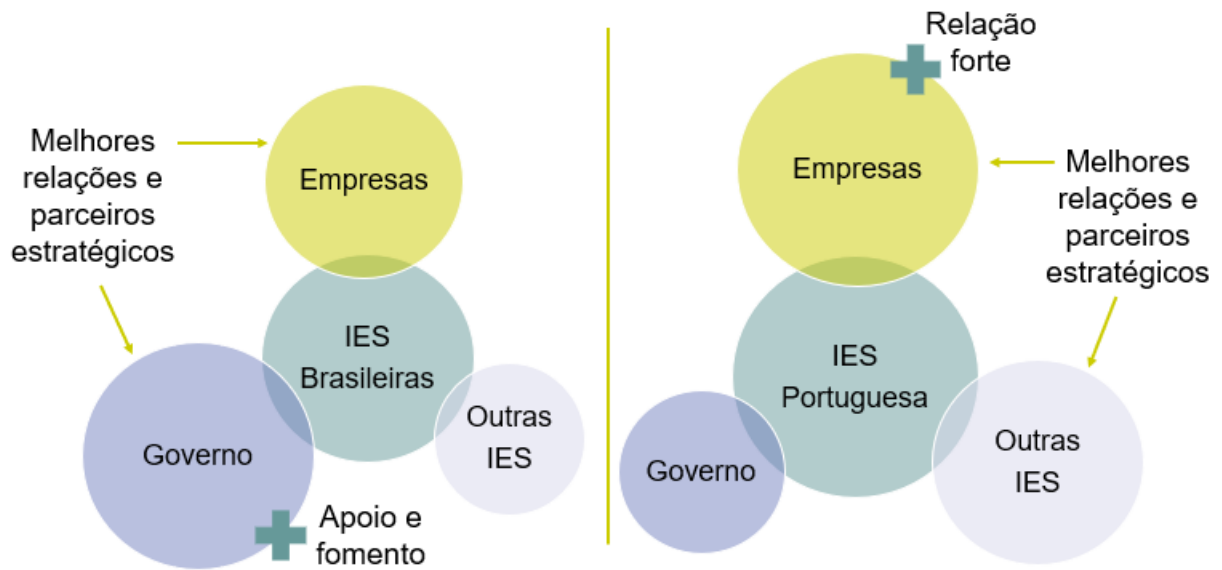 Melhores
relações e
parceiros
estratégicos
Empresas
IES
Brasileiras
Governo
Outras
IES
Apoio e
fomento
Relação
forte
Empresas
Melhores
relações e
parceiros
estratégicos
IES
Portuguesa
Governo
Outras
IES